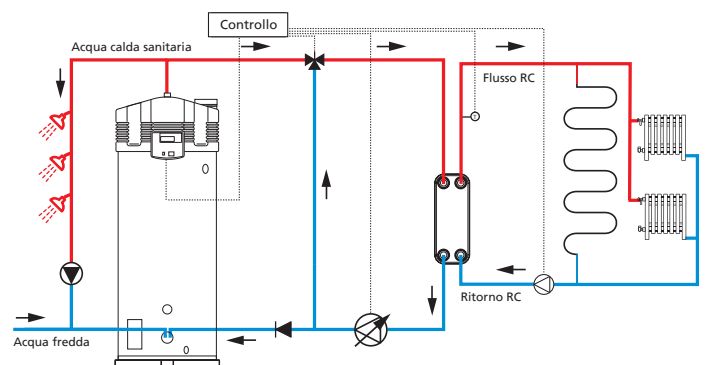 Controllo
Acqua calda sanitaria
Flusso RC
T
Ritorno RC
Acqua fredda